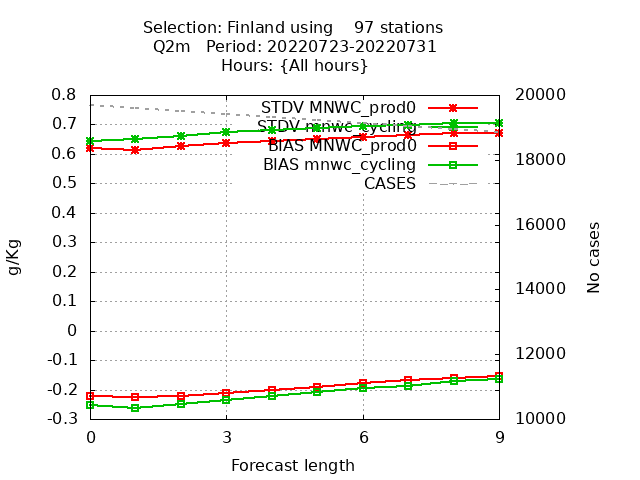 Selection: Finland using    97 stations
Q2m   Period: 20220723-20220731
Hours: {All hours}
STDV MNWC_prod0
STDV mnwc_cycling
BIAS MNWC_prod0
BIAS mnwc_cycling
CASES
0.8
0.7
0.6
0.5
0.4
0.3
0.2
0.1
0
-0.1
-0.2
-0.3
g/Kg
20000
18000
16000
14000
12000
10000
No cases
0 3 6 9
Forecast length